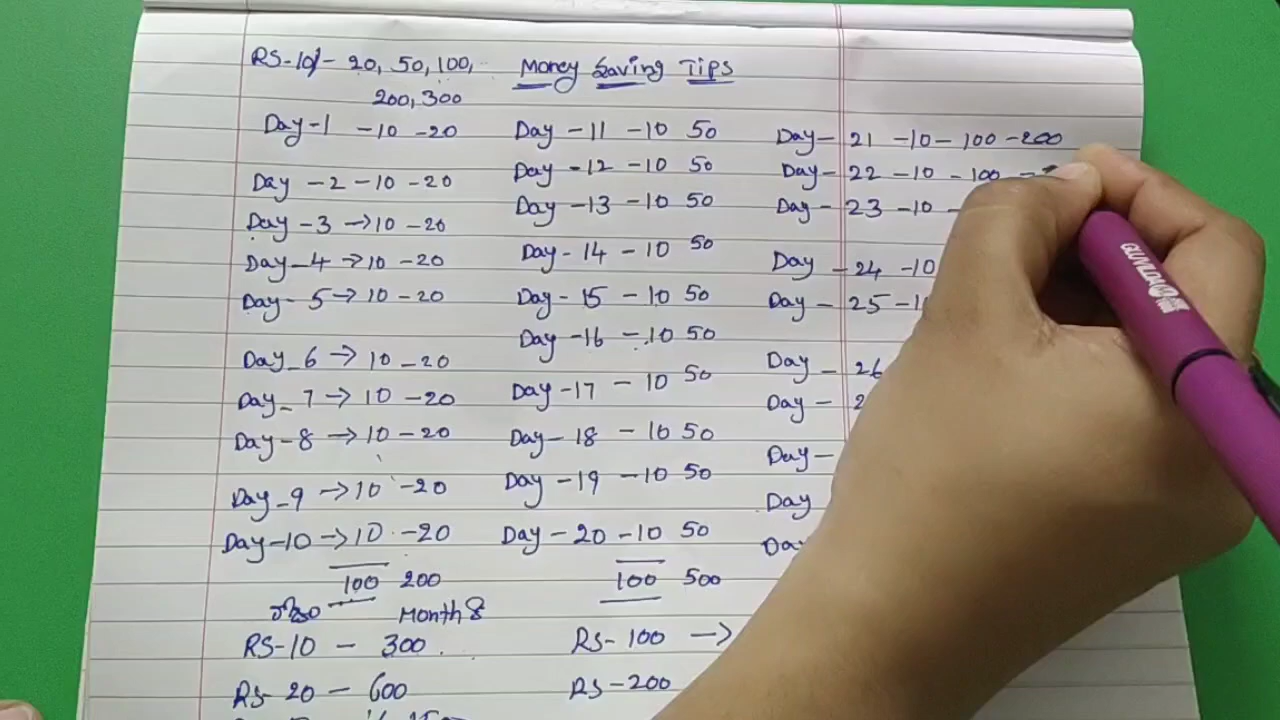 RS-10/- 20, 50, 100,
200, 300
Money Saving Tips
Day-1 -10 -20
Day -2 -10 -20
Day -3 →10 -20
Day -4 →10 -20
Day- 5→10 -20
Day-6 → 10 -20
Day- 7 → 10 -20
Day-8 →10 -20
Day-9 →10 -20
Day-10 →10 -20
100 200
Month 8
RS-10 - 300
RS-20 - 600
Day -11 -10 50
Day -12 -10 50
Day -13 -10 50
Day- 14 - 10 50
Day- 15 - 10 50
Day -16 -10 50
Day -17 - 10 50
Day- 18 - 10 50
Day -19 -10 50
Day - 20 -10 50
100 500
RS- 100 →
RS-200
Day- 21 -10- 100 -200
Day- 22 -10 - 100 -
Day - 23 -10 -
Day - 24 -10
Day - 25 -
Day - 26
Day -
Day-
Day